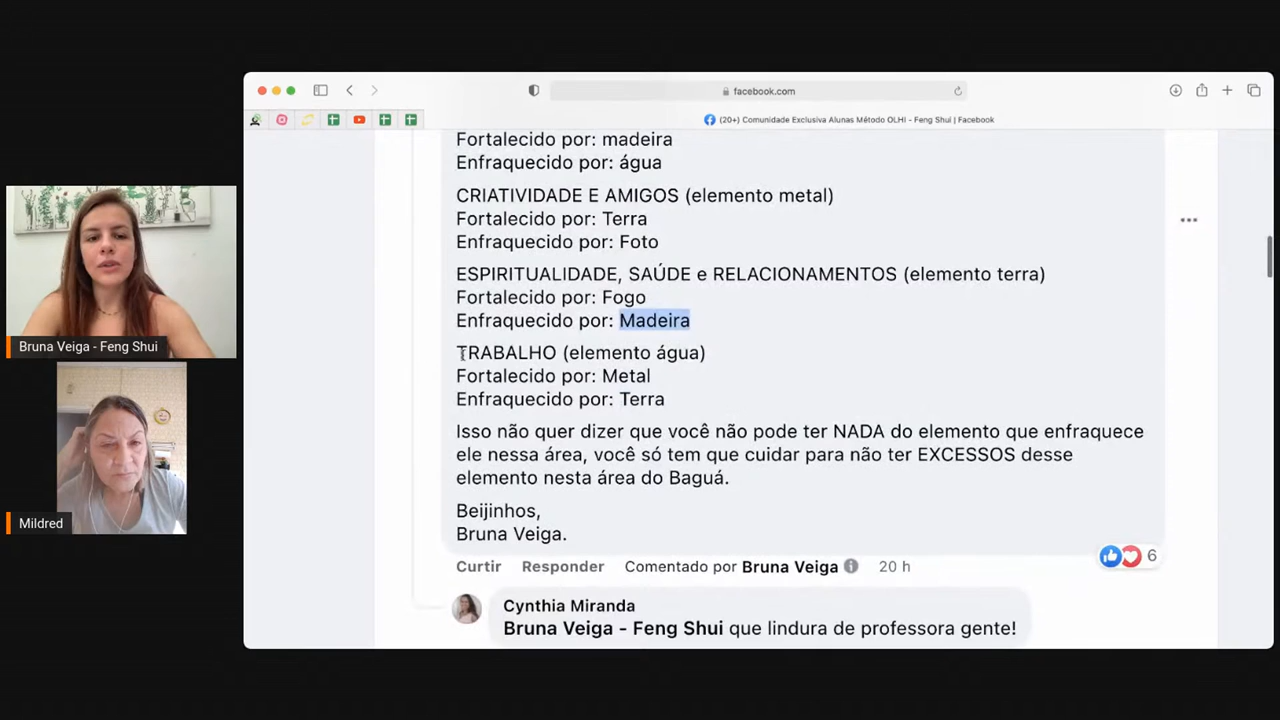 facebook.com
(20+) Comunidade Exclusiva Alunas Método OLHI - Feng Shui | Facebook
Fortalecido por: madeira
Enfraquecido por: água
CRIATIVIDADE E AMIGOS (elemento metal)
Fortalecido por: Terra
Enfraquecido por: Foto
ESPIRITUALIDADE, SAÚDE e RELACIONAMENTOS (elemento terra)
Fortalecido por: Fogo
Enfraquecido por: Madeira
TRABALHO (elemento água)
Fortalecido por: Metal
Enfraquecido por: Terra
Isso não quer dizer que você não pode ter NADA do elemento que enfraquece
ele nessa área, você só tem que cuidar para não ter EXCESSOS desse
elemento nesta área do Baguá.
Beijinhos,
Bruna Veiga.
Curtir Responder Comentado por Bruna Veiga 20 h
6
Cynthia Miranda
Bruna Veiga - Feng Shui que lindura de professora gente!
Bruna Veiga - Feng Shui
Mildred